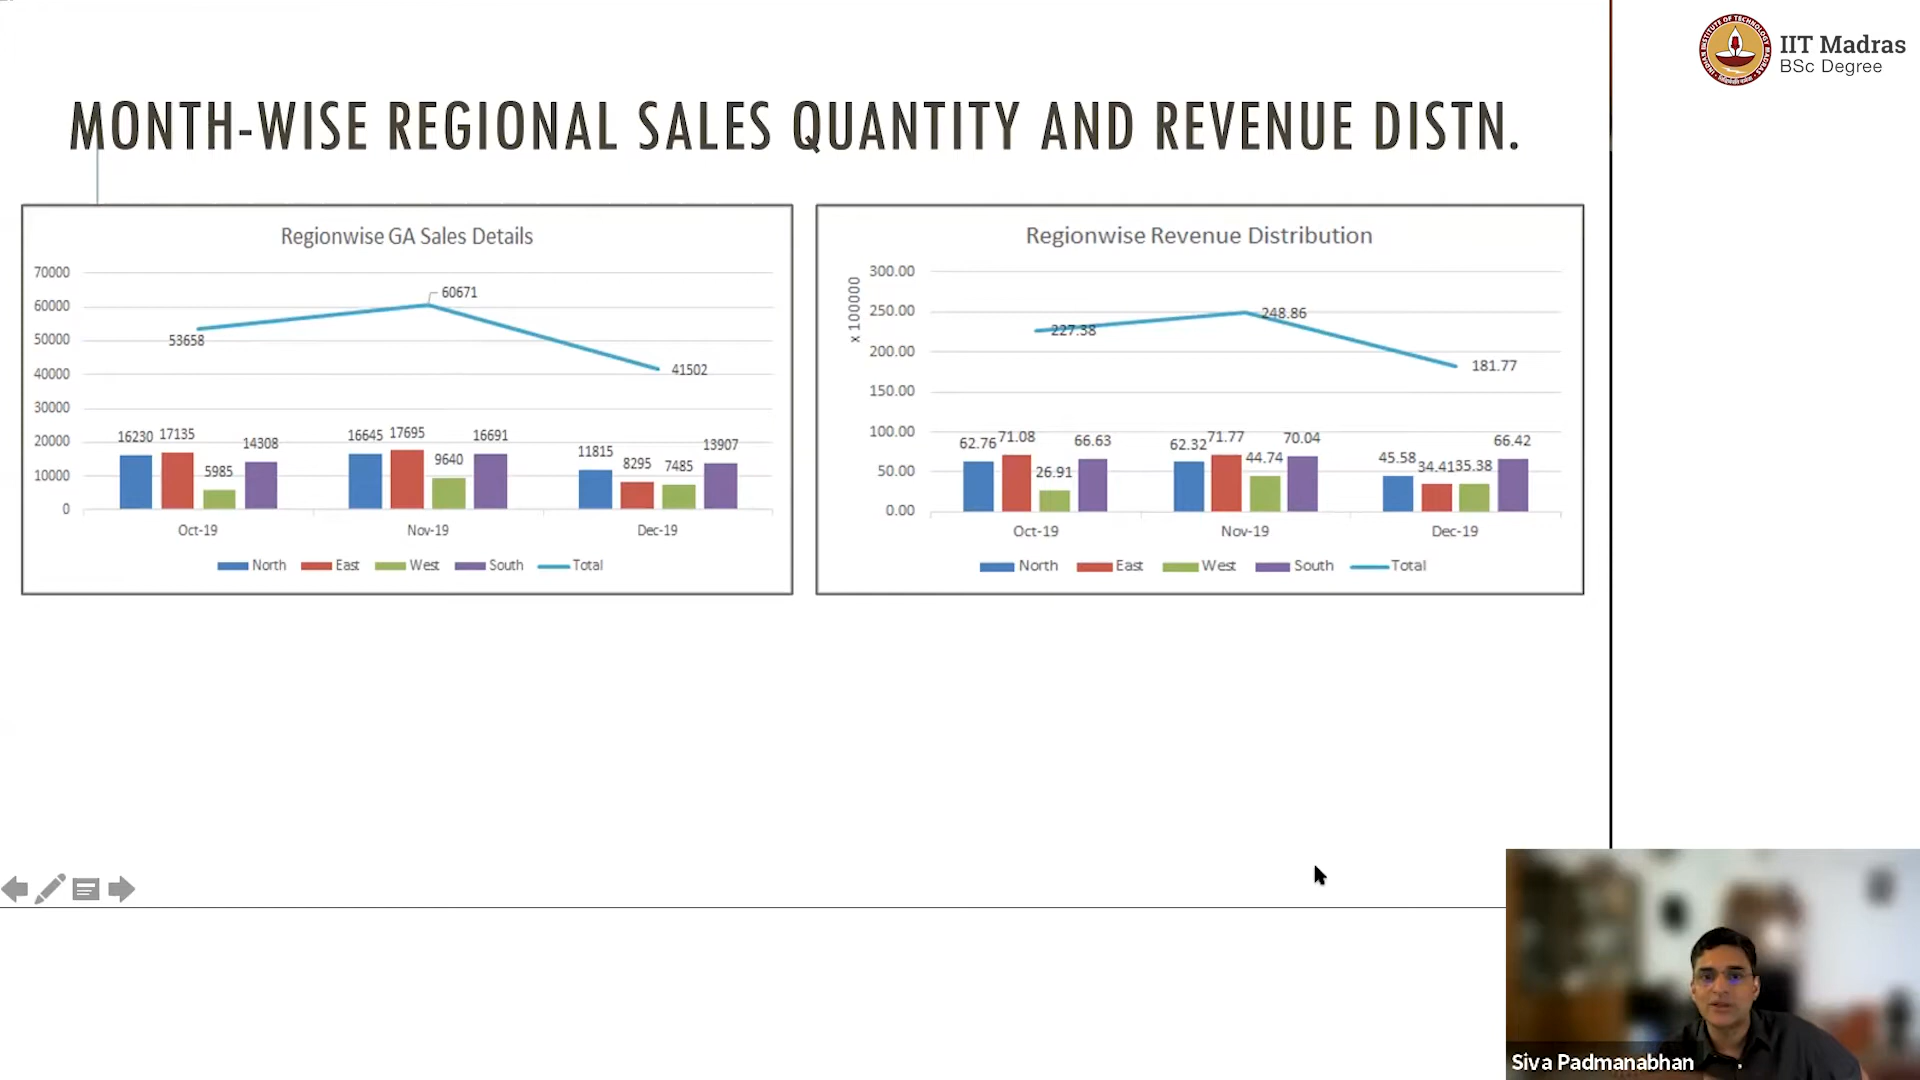 IIT Madras
BSc Degree
MONTH-WISE REGIONAL SALES QUANTITY AND REVENUE DISTN.
Regionwise GA Sales Details
70000
60000
50000
40000
30000
20000
10000
0
60671
53658
41502
16230 17135 5985 14308
16645 17695 9640 16691
11815 8295 7485 13907
Oct-19 Nov-19 Dec-19
North East West South Total
Regionwise Revenue Distribution
x 100000
300.00
250.00
200.00
150.00
100.00
50.00
0.00
227.38
248.86
181.77
62.76 71.08 26.91 66.63
62.32 71.77 44.74 70.04
45.58 34.41 35.38 66.42
Oct-19 Nov-19 Dec-19
North East West South Total
Siva Padmanabhan